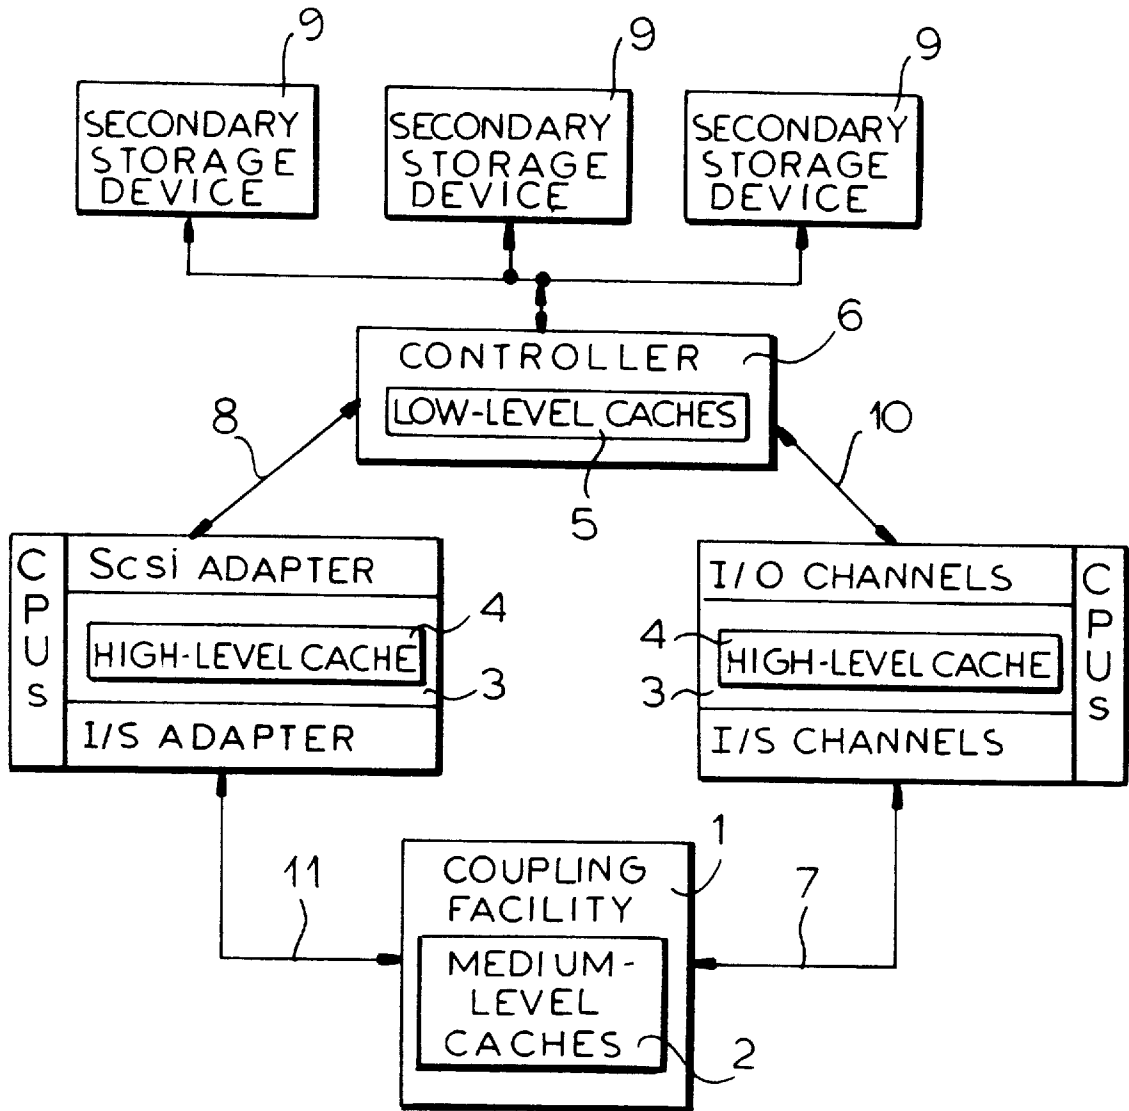 9
9
9
SECONDARY
STORAGE
DEVICE
SECONDARY
STORAGE
DEVICE
SECONDARY
STORAGE
DEVICE
CONTROLLER
6
LOW-LEVEL CACHES
5
8
10
CPUS
Scsi ADAPTER
4
HIGH-LEVEL CACHE
3
I/S ADAPTER
I/O CHANNELS
4
HIGH-LEVEL CACHE
3
I/S CHANNELS
CPUS
11
COUPLING
FACILITY
1
7
MEDIUM-
LEVEL
CACHES
2